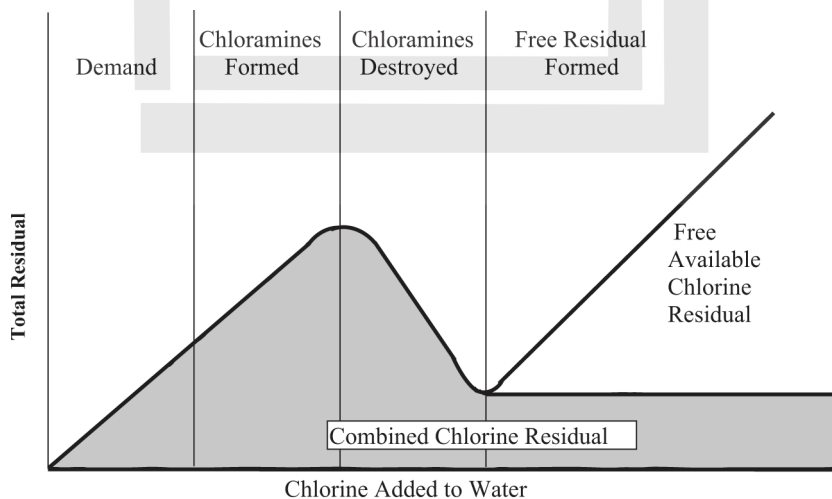 Demand
Chloramines
Formed
Chloramines
Destroyed
Free Residual
Formed
Total Residual
Free
Available
Chlorine
Residual
Combined Chlorine Residual
Chlorine Added to Water